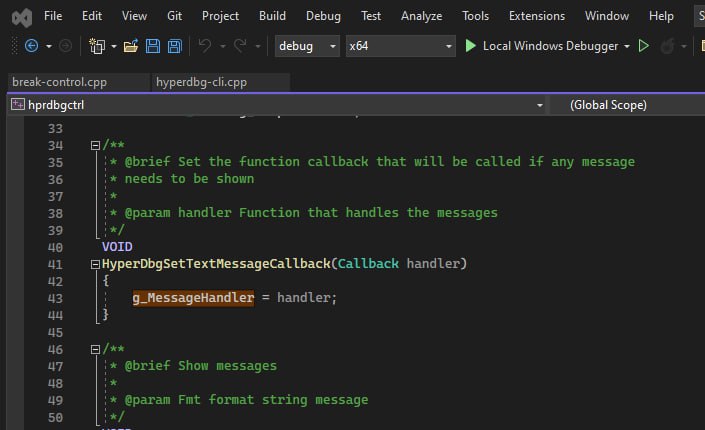 File Edit View Git Project Build Debug Test Analyze Tools Extensions Window Help
debug x64 Local Windows Debugger
break-control.cpp hyperdbg-cli.cpp
hprdbgctrl (Global Scope)
33
34 /**
35 * @brief Set the function callback that will be called if any message
36 * needs to be shown
37 *
38 * @param handler Function that handles the messages
39 */
40 VOID
41 HyperDbgSetTextMessageCallback(Callback handler)
42 {
43 g_MessageHandler = handler;
44 }
45
46 /**
47 * @brief Show messages
48 *
49 * @param Fmt format string message
50 */